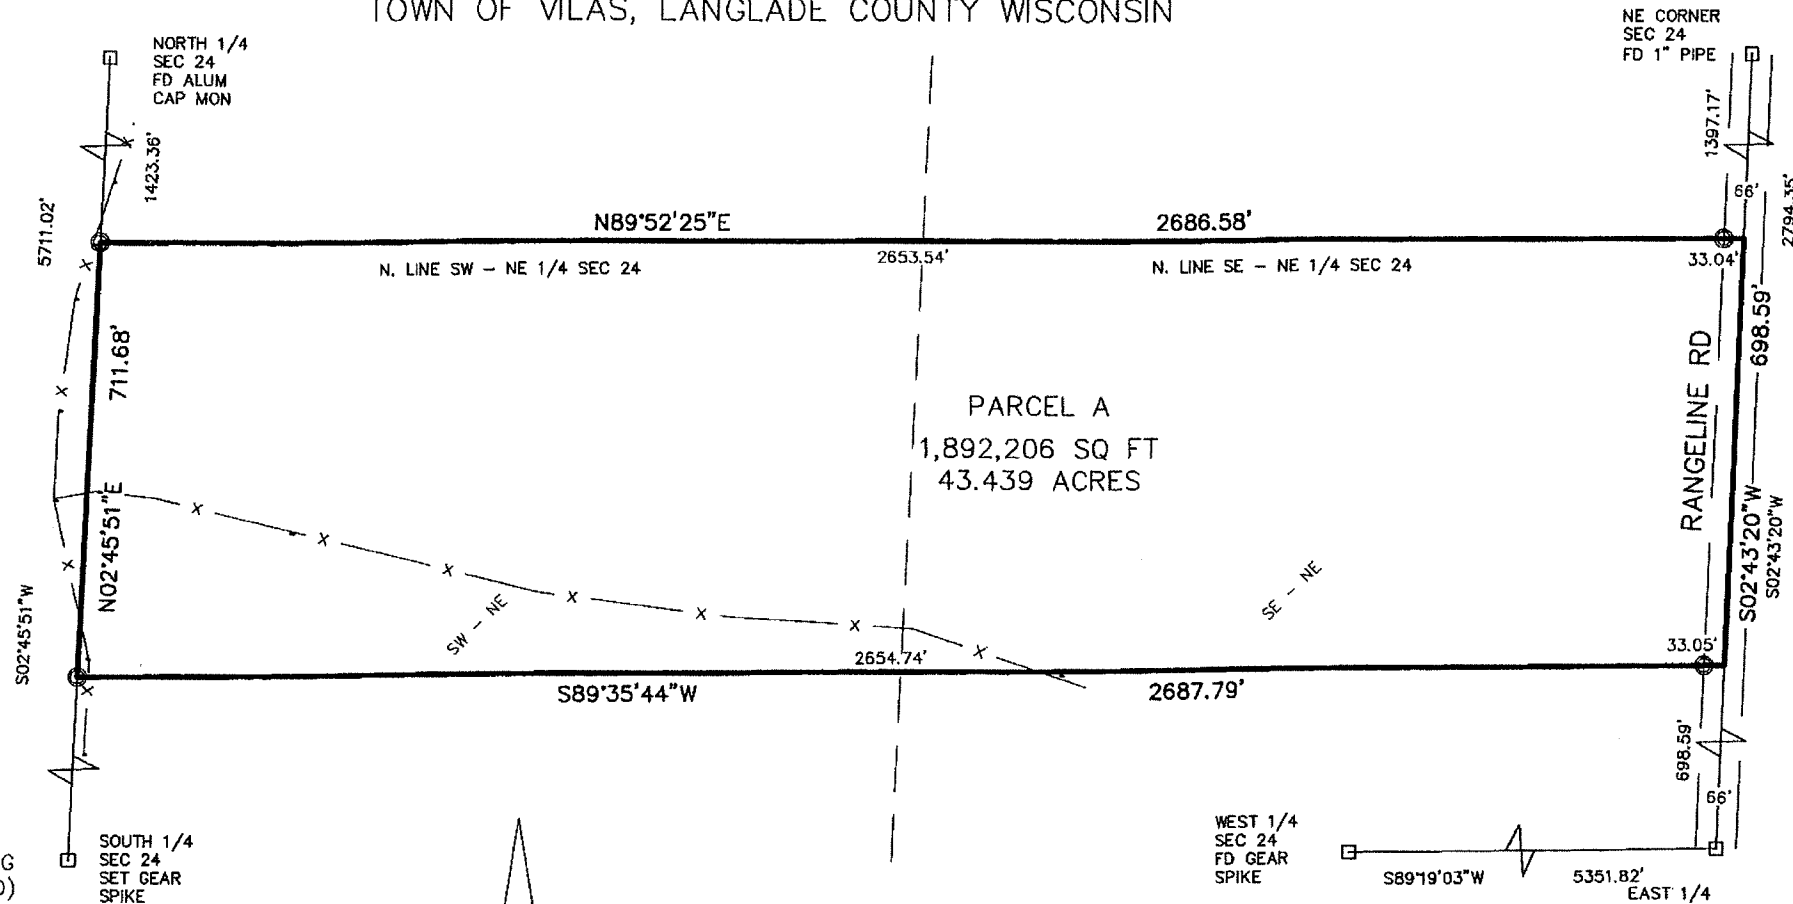 TOWN OF VILAS, LANGLADE COUNTY WISCONSIN
NORTH 1/4
SEC 24
FD ALUM
CAP MON
NE CORNER
SEC 24
FD 1" PIPE
1423.36'
1397.17'
5711.02'
66'
2794.35'
N89°52'25"E
2686.58'
N. LINE SW - NE 1/4 SEC 24
2653.54'
N. LINE SE - NE 1/4 SEC 24
33.04'
711.68'
698.59'
PARCEL A
1,892,206 SQ FT
43.439 ACRES
RANGELINE RD
N02°45'51"E
S02°43'20"W
S02°43'20"W
S02°45'51"W
SW - NE
SE - NE
2654.74'
33.05'
S89°35'44"W
2687.79'
698.59'
66'
SOUTH 1/4
SEC 24
SET GEAR
SPIKE
G
WEST 1/4
SEC 24
FD GEAR
SPIKE
S89°19'03"W
5351.82'
EAST 1/4